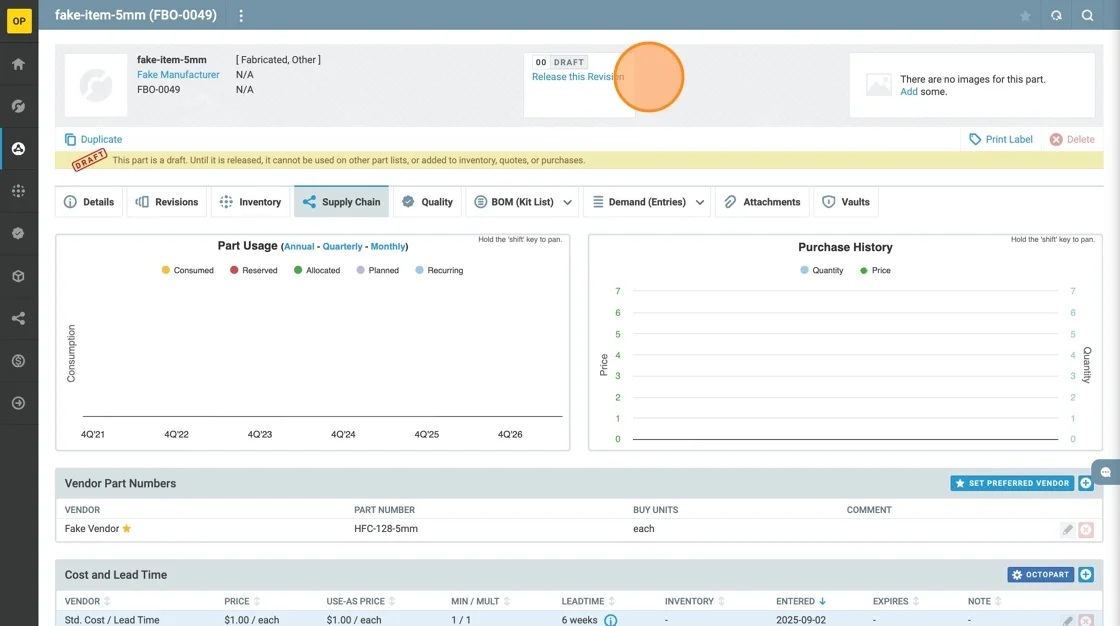 OP
fake-item-5mm (FBO-0049)
fake-item-5mm
[ Fabricated, Other ]
Fake Manufacturer
N/A
FBO-0049
N/A
00 DRAFT
Release this Revision
There are no images for this part.
Add some.
Duplicate
Print Label
Delete
DRAFT
This part is a draft. Until it is released, it cannot be used on other part lists, or added to inventory, quotes, or purchases.
Details
Revisions
Inventory
Supply Chain
Quality
BOM (Kit List)
Demand (Entries)
Attachments
Vaults
Hold the 'shift' key to pan.
Part Usage (Annual - Quarterly - Monthly)
Consumed Reserved Allocated Planned Recurring
Consumption
4Q'21 4Q'22 4Q'23 4Q'24 4Q'25 4Q'26
Hold the 'shift' key to pan.
Purchase History
Quantity Price
7 7
6 6
5 5
4 4
3 3
2 2
1 1
0 0
Price
Quantity
Vendor Part Numbers
SET PREFERRED VENDOR
VENDOR PART NUMBER BUY UNITS COMMENT
Fake Vendor HFC-128-5mm each
Cost and Lead Time
OCTOPART
VENDOR PRICE USE-AS PRICE MIN / MULT LEADTIME INVENTORY ENTERED EXPIRES NOTE
Std. Cost / Lead Time $1.00 / each $1.00 / each 1 / 1 6 weeks - 2025-09-02 - -